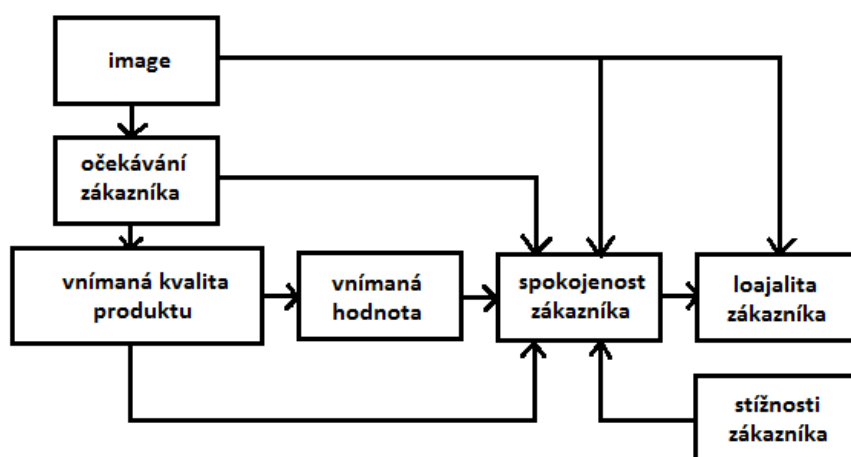 image
očekávání
zákazníka
vnímaná kvalita
produktu
vnímaná
hodnota
spokojenost
zákazníka
loajalita
zákazníka
stížnosti
zákazníka